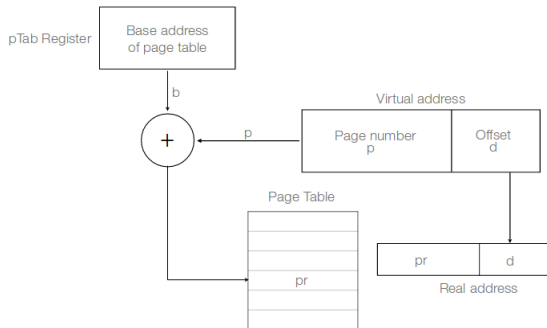 pTab Register
Base address
of page table
b
Virtual address
+
p
Page number
p
Offset
d
Page Table
pr
pr
d
Real address